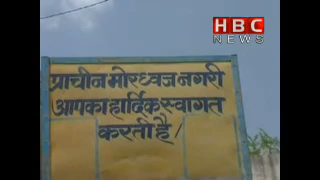 HBC
NEWS
प्राचीन मोरध्वज नगरी
आपका हार्दिक स्वागत
करती है/